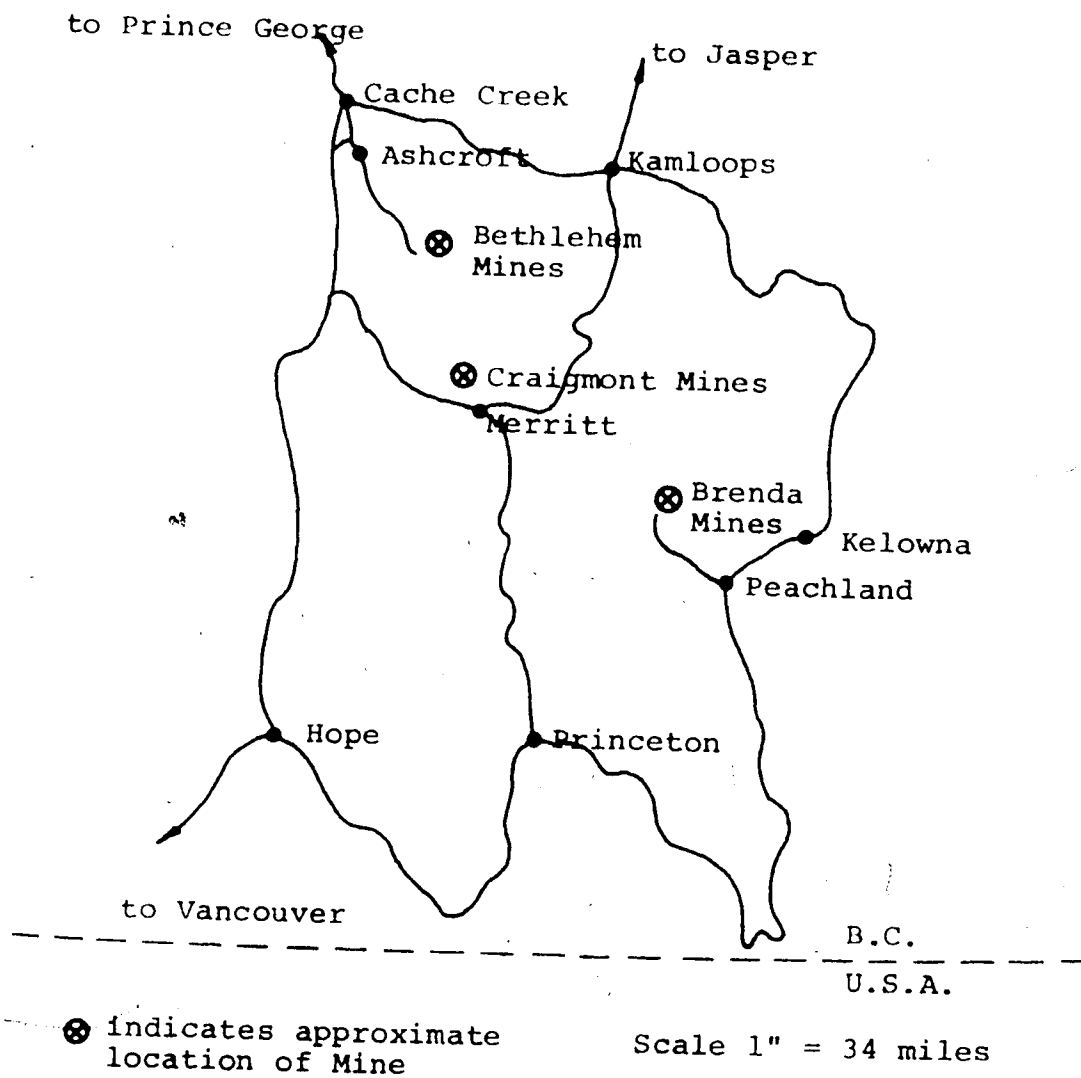 to Prince George
to Jasper
Cache Creek
Ashcroft
Kamloops
Bethlehem
Mines
Craigmont Mines
Merritt
Brenda
Mines
Kelowna
Peachland
Hope
Princeton
to Vancouver
B.C.
U.S.A.
indicates approximate
location of Mine
Scale 1" = 34 miles